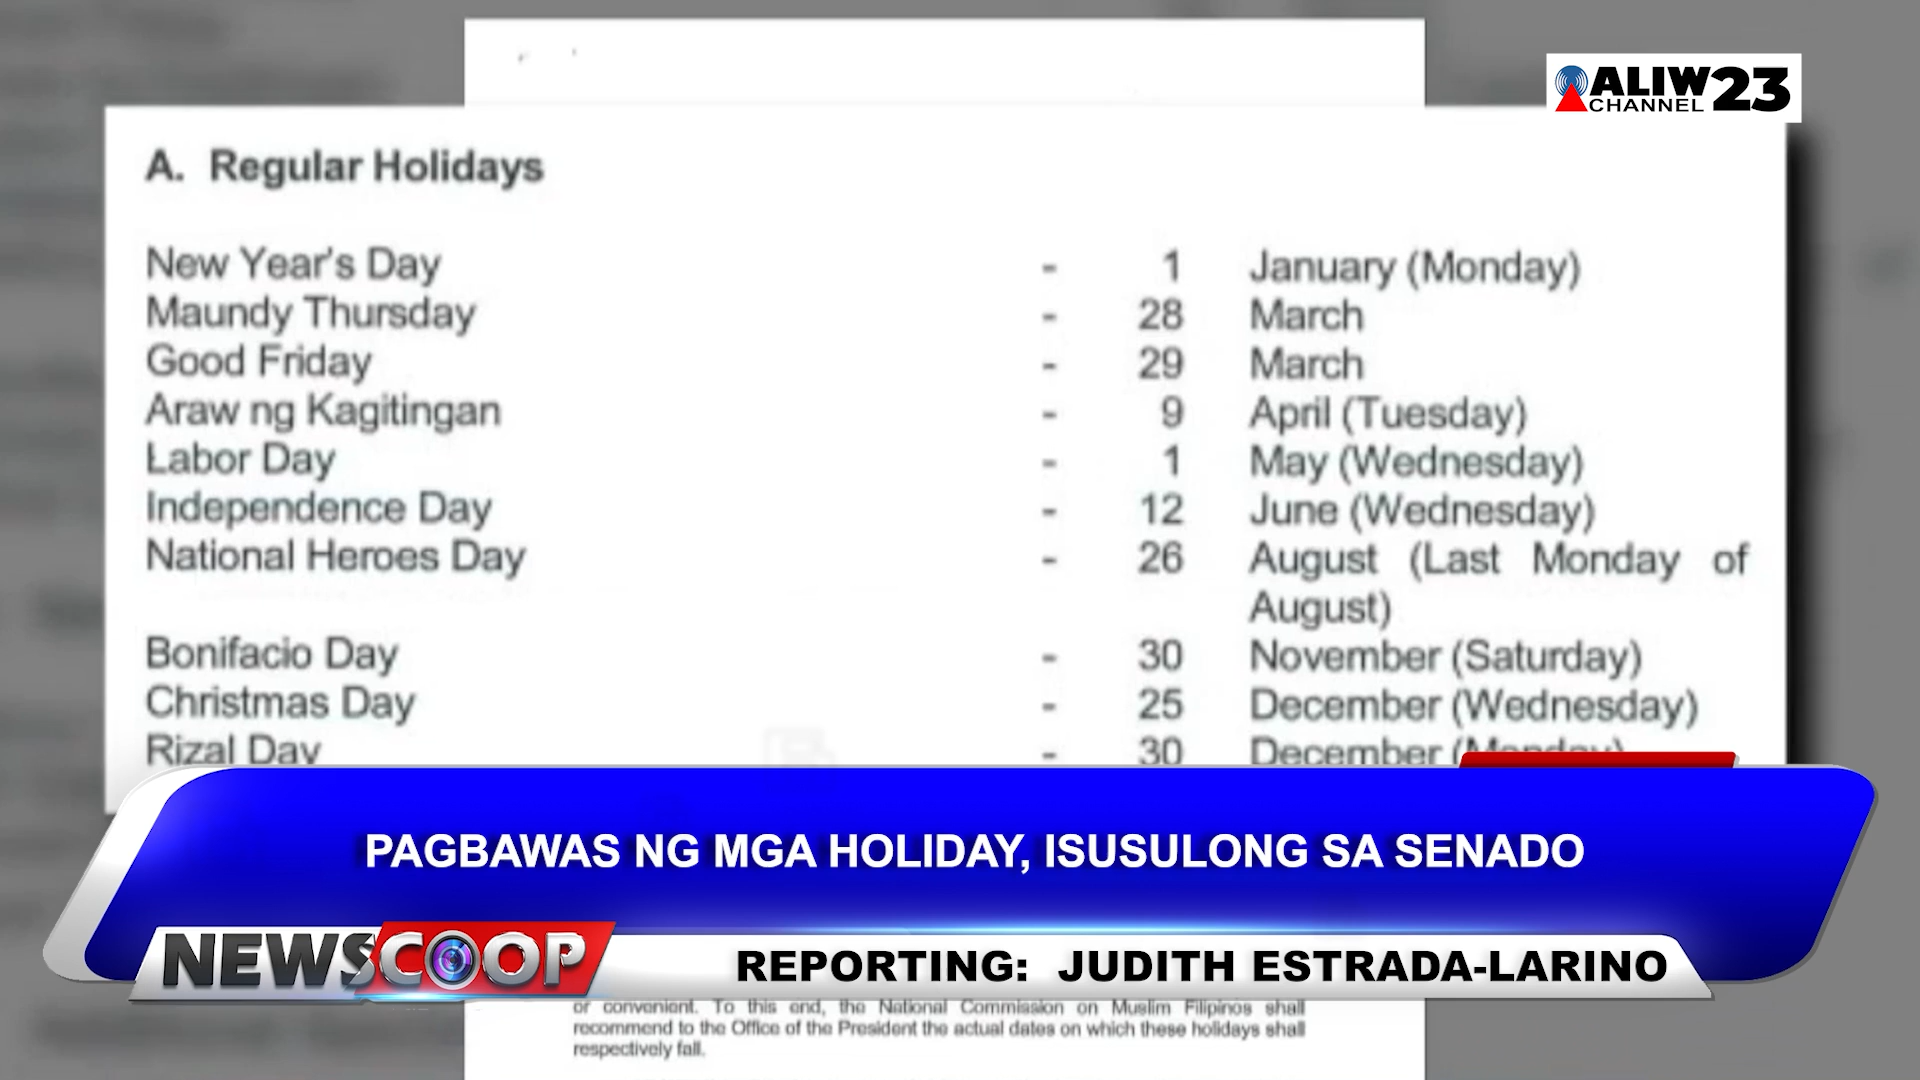 ALIW 23
CHANNEL
A. Regular Holidays
New Year's Day - 1 January (Monday)
Maundy Thursday - 28 March
Good Friday - 29 March
Araw ng Kagitingan - 9 April (Tuesday)
Labor Day - 1 May (Wednesday)
Independence Day - 12 June (Wednesday)
National Heroes Day - 26 August (Last Monday of
August)
Bonifacio Day - 30 November (Saturday)
Christmas Day - 25 December (Wednesday)
Rizal Day - 30 December (Monday)
PAGBAWAS NG MGA HOLIDAY, ISUSULONG SA SENADO
NEWSCOOP
REPORTING: JUDITH ESTRADA-LARINO
or convenient. To this end, the National Commission on Muslim Filipinos shall
recommend to the Office of the President the actual dates on which these holidays shall
respectively fall.